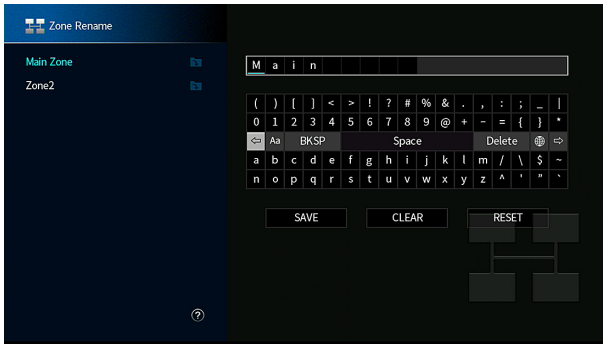 Zone Rename
Main Zone
Zone2
Main
( ) [ ] < > ! ? # % & . , : ; _ |
0 1 2 3 4 5 6 7 8 9 @ + - = { } *
⇦ Aa BKSP Space Delete ⇨
a b c d e f g h i j k l m / \ $ ~
n o p q r s t u v w x y z ^ ' " `
SAVE CLEAR RESET
?